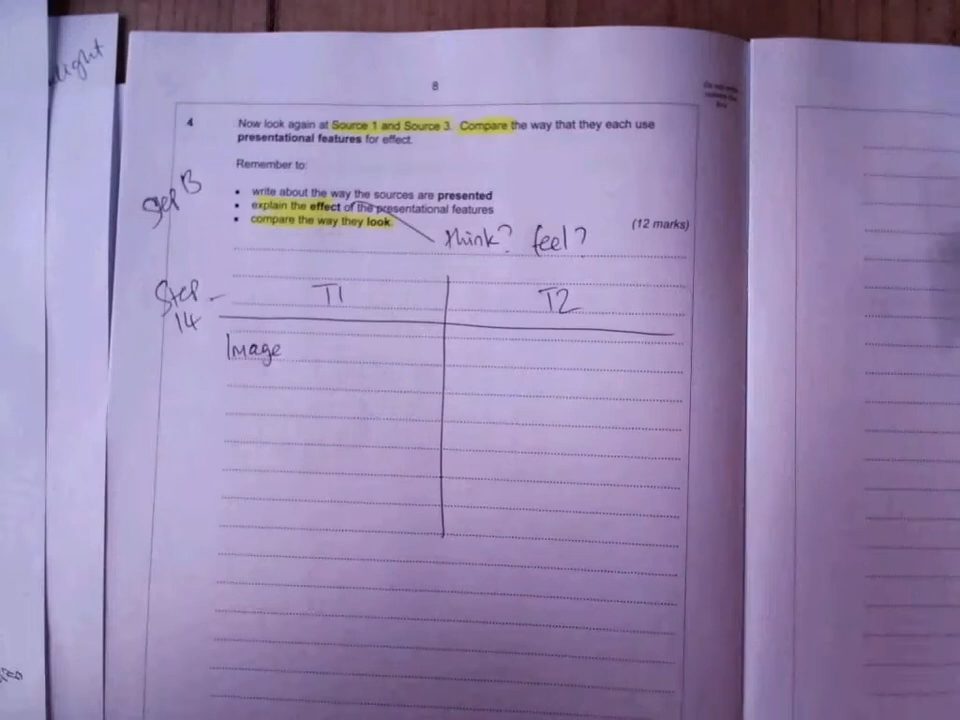 light
8
4 Now look again at Source 1 and Source 3. Compare the way that they each use
presentational features for effect.
Remember to:
• write about the way the sources are presented
• explain the effect of the presentational features
• compare the way they look.
(12 marks)
Step B
think? feel?
Step 14
T1 T2
Image